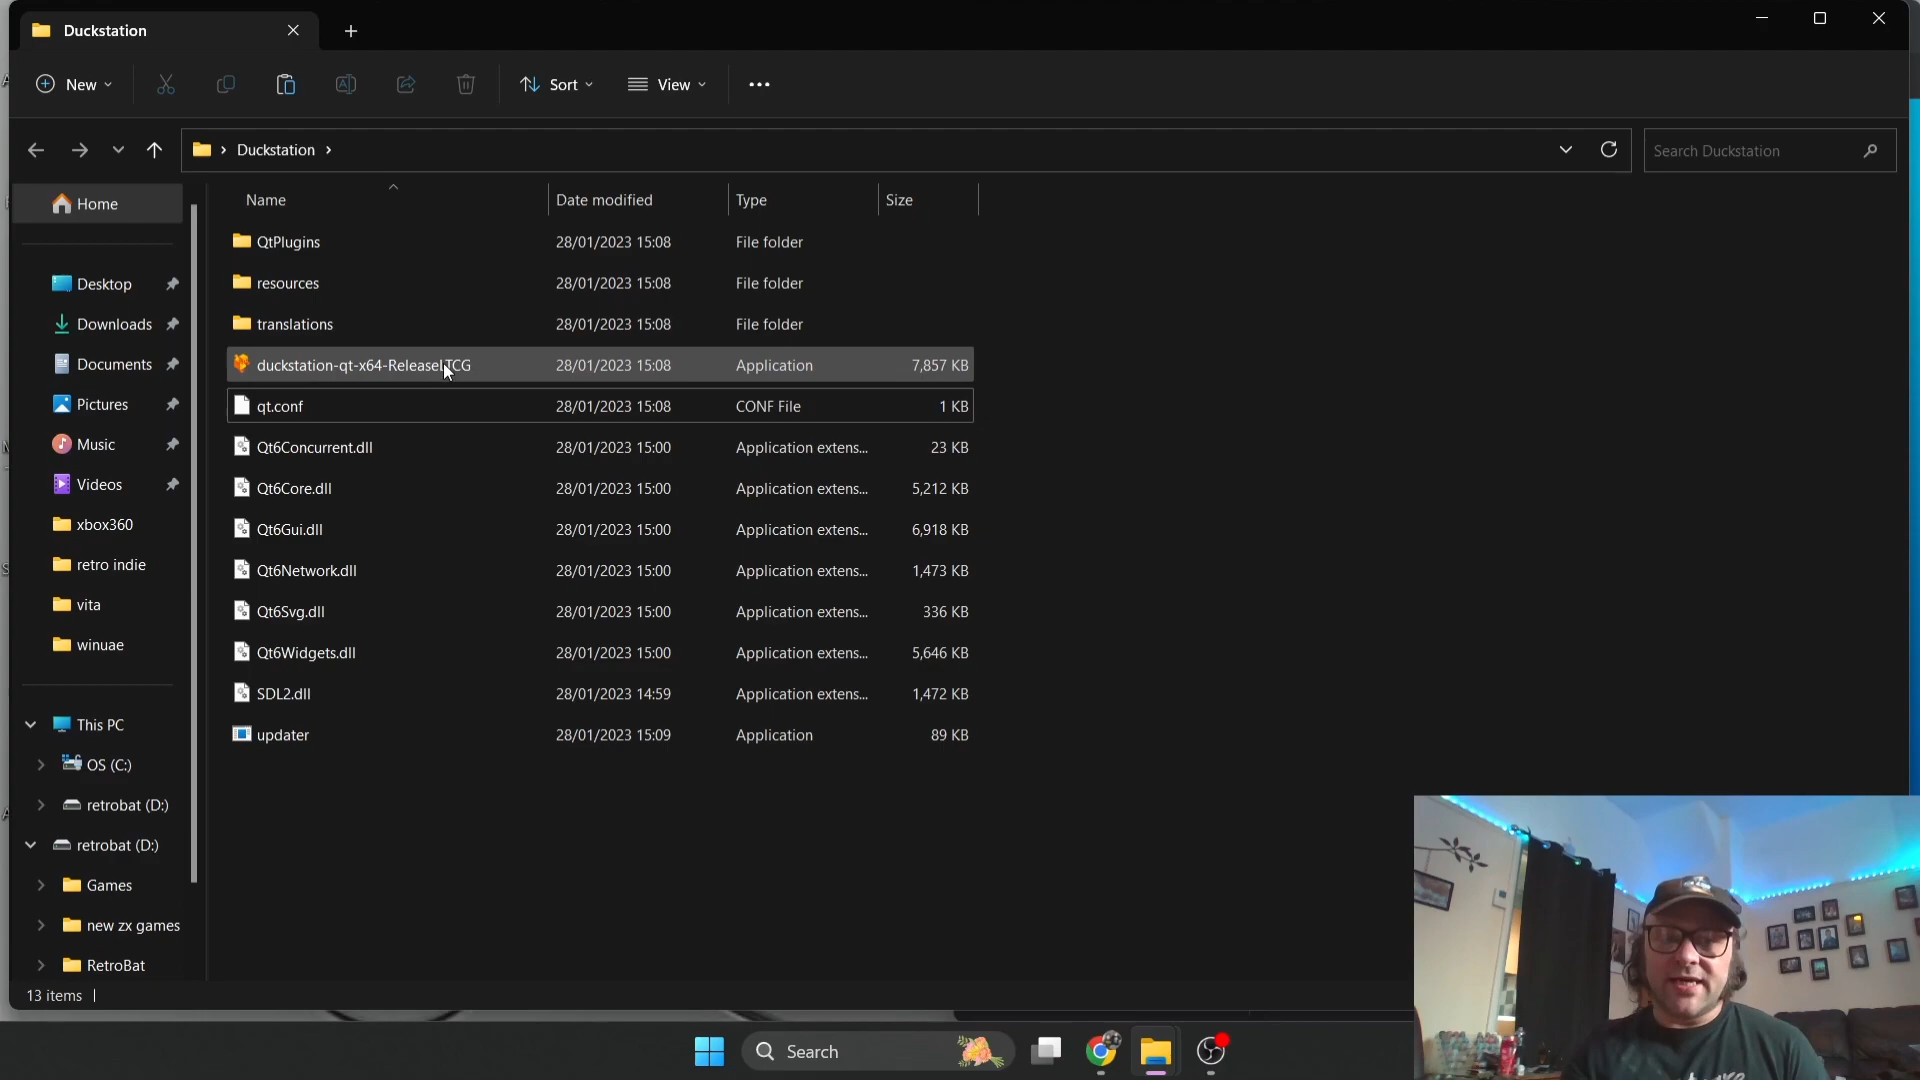 Duckstation
New
Sort
View
Duckstation
Search Duckstation
Home
Desktop
Downloads
Documents
Pictures
Music
Videos
xbox360
retro indie
vita
winuae
This PC
OS (C:)
retrobat (D:)
retrobat (D:)
Games
new zx games
RetroBat
Name Date modified Type Size
QtPlugins 28/01/2023 15:08 File folder
resources 28/01/2023 15:08 File folder
translations 28/01/2023 15:08 File folder
duckstation-qt-x64-ReleaseLTCG 28/01/2023 15:08 Application 7,857 KB
qt.conf 28/01/2023 15:08 CONF File 1 KB
Qt6Concurrent.dll 28/01/2023 15:00 Application extens... 23 KB
Qt6Core.dll 28/01/2023 15:00 Application extens... 5,212 KB
Qt6Gui.dll 28/01/2023 15:00 Application extens... 6,918 KB
Qt6Network.dll 28/01/2023 15:00 Application extens... 1,473 KB
Qt6Svg.dll 28/01/2023 15:00 Application extens... 336 KB
Qt6Widgets.dll 28/01/2023 15:00 Application extens... 5,646 KB
SDL2.dll 28/01/2023 14:59 Application extens... 1,472 KB
updater 28/01/2023 15:09 Application 89 KB
13 items
Search